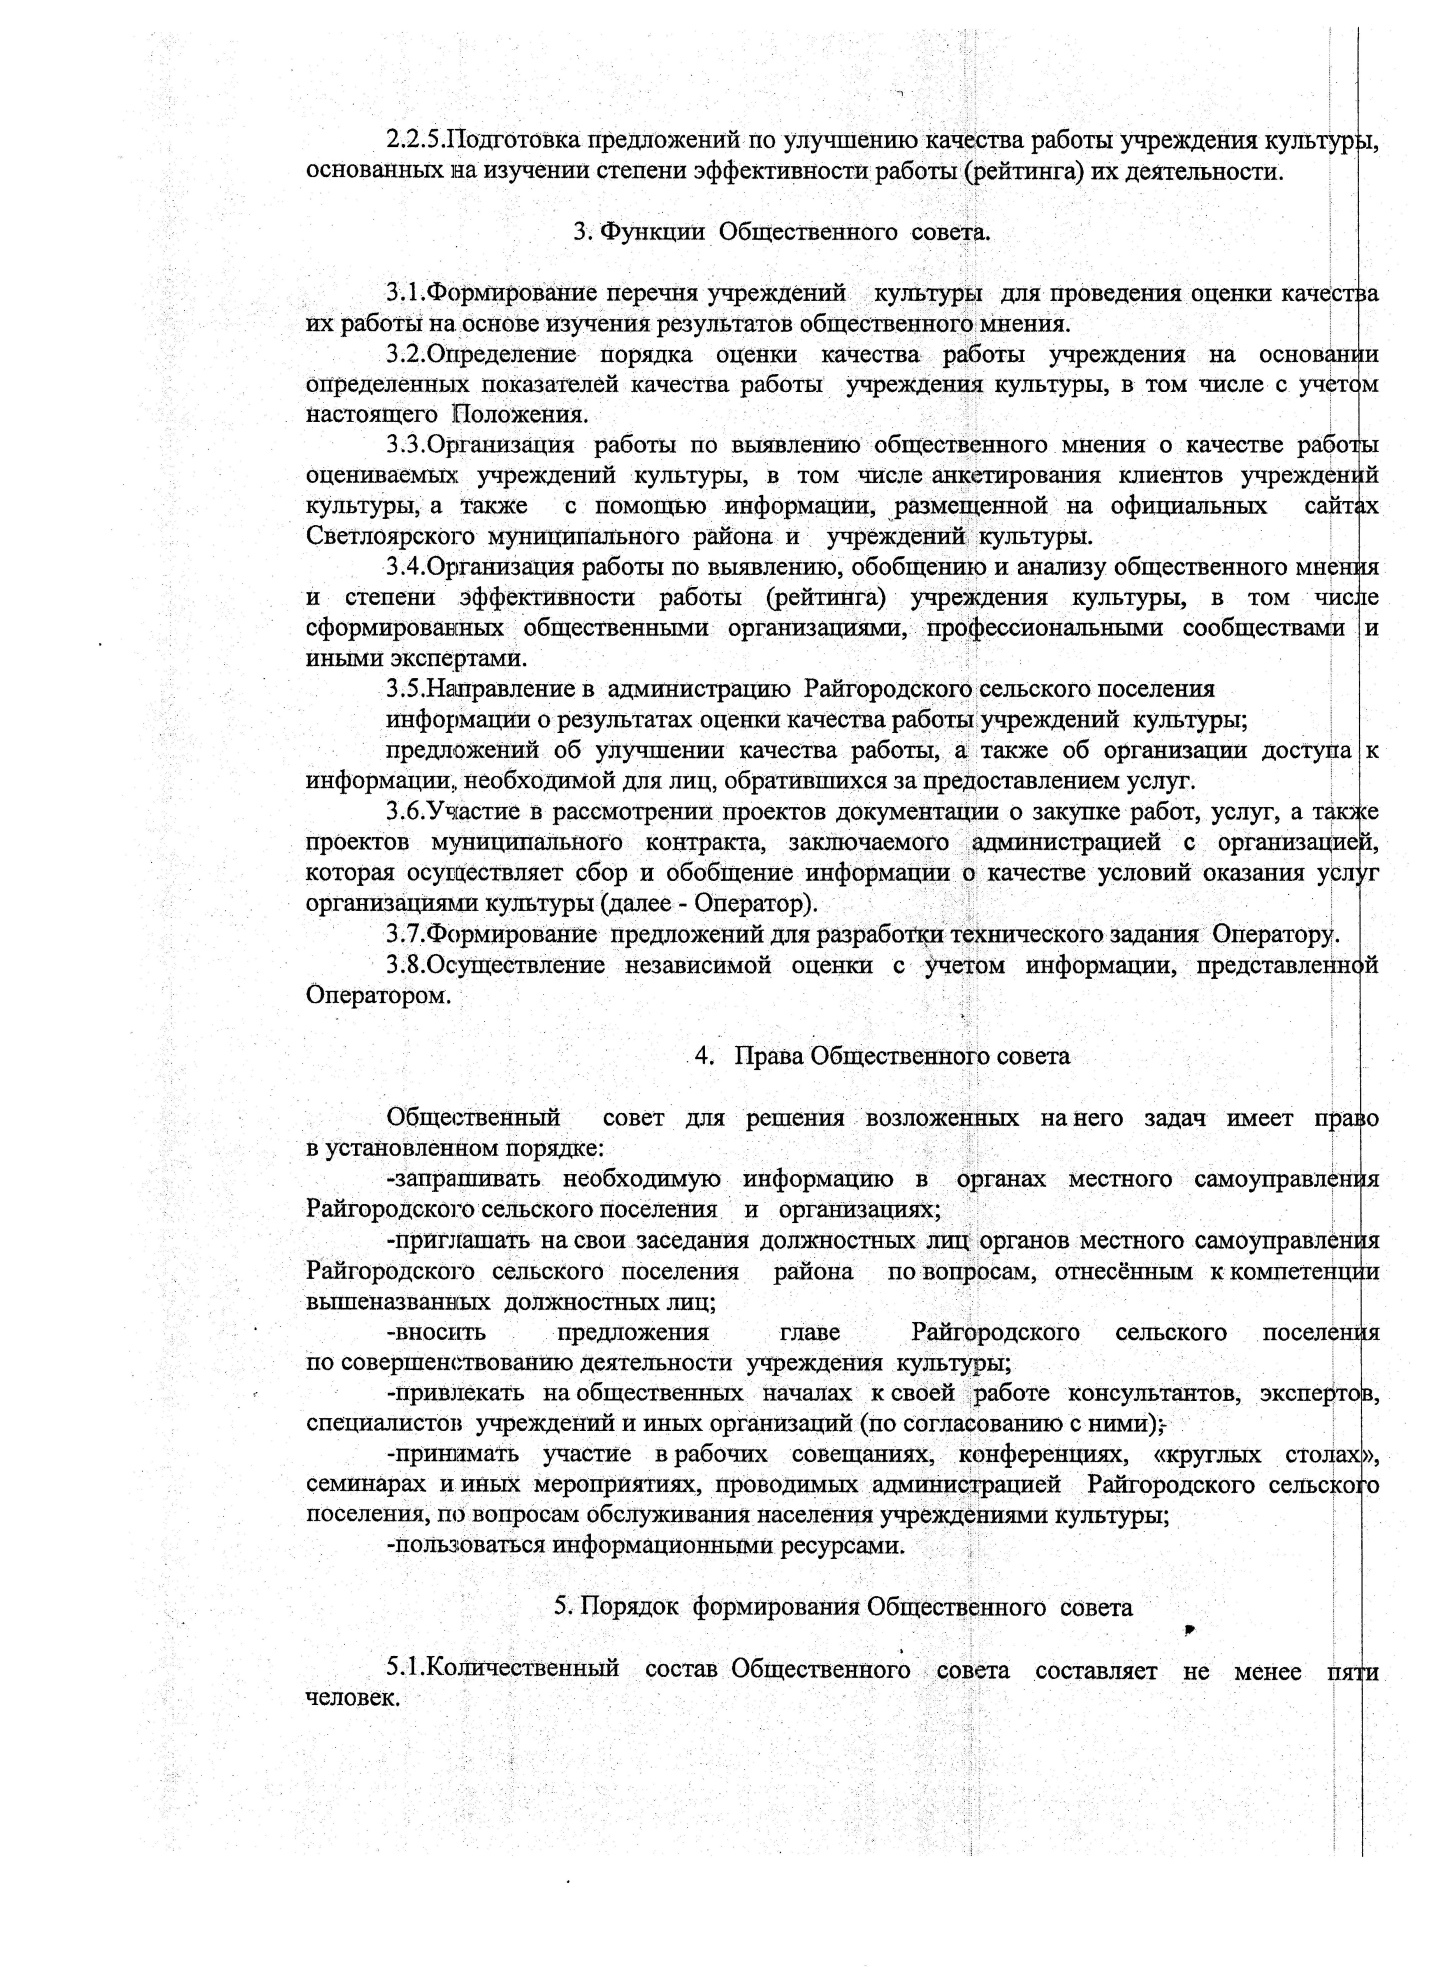 2.2.5.Подготовка предложений по улучшению качества работы учреждения культуры,
основанных на изучении степени эффективности работы (рейтинга) их деятельности.
3. Функции Общественного совета.
3.1.Формирование перечня учреждений культуры для проведения оценки качества
их работы на основе изучения результатов общественного мнения.
3.2.Определение порядка оценки качества работы учреждения на основании
определенных показателей качества работы учреждения культуры, в том числе с учетом
настоящего Положения.
3.3.Организация работы по выявлению общественного мнения о качестве работы
оцениваемых учреждений культуры, в том числе анкетирования клиентов учреждений
культуры, а также с помощью информации, размещенной на официальных сайтах
Светлоярского муниципального района и учреждений культуры.
3.4.Организация работы по выявлению, обобщению и анализу общественного мнения
и степени эффективности работы (рейтинга) учреждения культуры, в том числе
сформированных общественными организациями, профессиональными сообществами и
иными экспертами.
3.5.Направление в администрацию Райгородского сельского поселения
информации о результатах оценки качества работы учреждений культуры;
предложений об улучшении качества работы, а также об организации доступа к
информации, необходимой для лиц, обратившихся за предоставлением услуг.
3.6.Участие в рассмотрении проектов документации о закупке работ, услуг, а также
проектов муниципального контракта, заключаемого администрацией с организацией,
которая осуществляет сбор и обобщение информации о качестве условий оказания услуг
организациями культуры (далее - Оператор).
3.7.Формирование предложений для разработки технического задания Оператору.
3.8.Осуществление независимой оценки с учетом информации, представленной
Оператором.
4. Права Общественного совета
Общественный совет для решения возложенных на него задач имеет право
в установленном порядке:
-запрашивать необходимую информацию в органах местного самоуправления
Райгородского сельского поселения и организациях;
-приглашать на свои заседания должностных лиц органов местного самоуправления
Райгородского сельского поселения района по вопросам, отнесённым к компетенции
вышеназванных должностных лиц;
-вносить предложения главе Райгородского сельского поселения
по совершенствованию деятельности учреждения культуры;
-привлекать на общественных началах к своей работе консультантов, экспертов,
специалистов учреждений и иных организаций (по согласованию с ними);
-принимать участие в рабочих совещаниях, конференциях, «круглых столах»,
семинарах и иных мероприятиях, проводимых администрацией Райгородского сельского
поселения, по вопросам обслуживания населения учреждениями культуры;
-пользоваться информационными ресурсами.
5. Порядок формирования Общественного совета
5.1.Количественный состав Общественного совета составляет не менее пяти
человек.